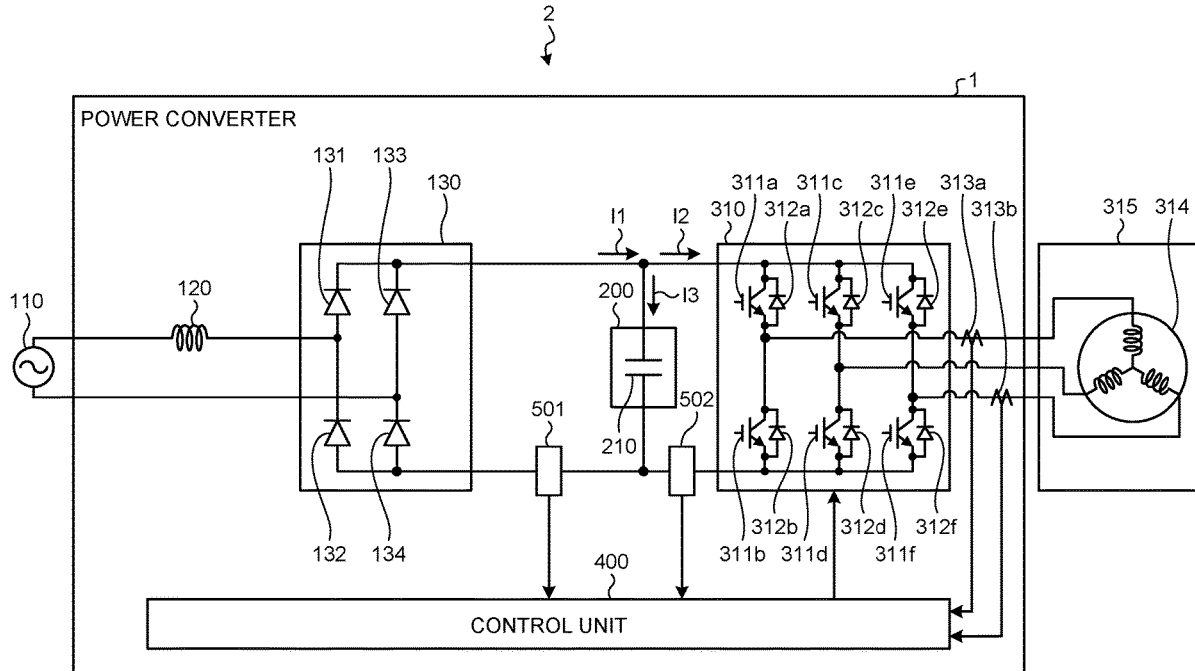 2
1
POWER CONVERTER
131 133 130
311a 311c 311e 313a
310 312a 312c 312e 313b
315 314
I1 I2
120
110
200 I3
501 210 502
132 134
312b 312d 312f
311b 311d 311f
400
CONTROL UNIT